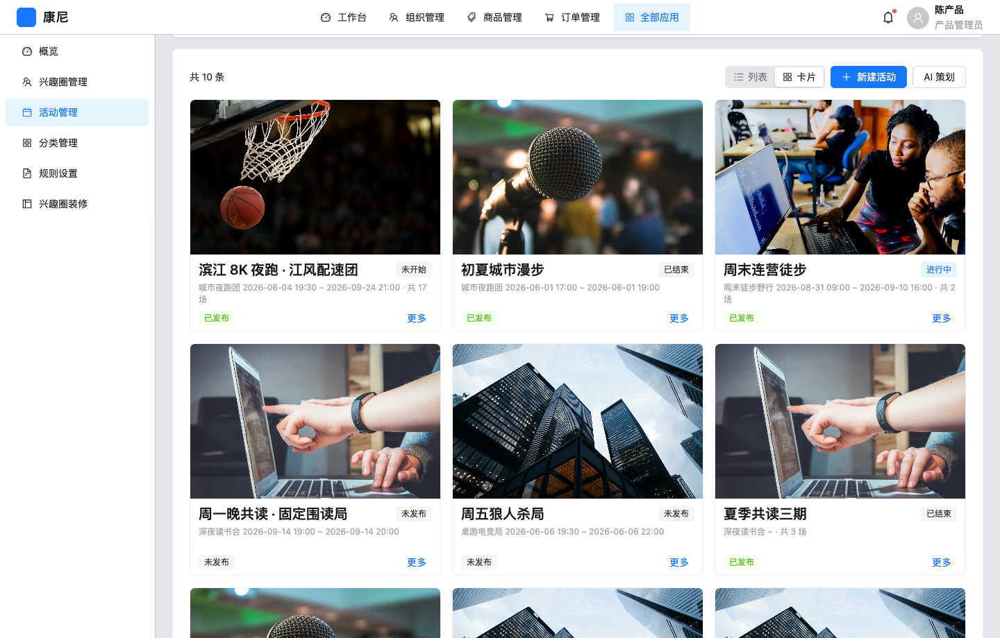 康尼
工作台
组织管理
商品管理
订单管理
全部应用
陈产品
产品管理员
概览
兴趣圈管理
活动管理
分类管理
规则设置
兴趣圈装修
共 10 条
列表
卡片
新建活动
AI 策划
滨江 8K 夜跑 · 江风配速团
未开始
城市夜跑团 2026-06-04 19:30 ~ 2026-09-24 21:00 · 共 17
场
已发布
更多
初夏城市漫步
已结束
城市夜跑团 2026-06-01 17:00 ~ 2026-06-01 19:00
已发布
更多
周末连营徒步
进行中
周末徒步野行 2026-08-31 09:00 ~ 2026-09-10 16:00 · 共 2
场
已发布
更多
周一晚共读 · 固定围读局
未发布
深夜读书会 2026-09-14 19:00 ~ 2026-09-14 20:00
未发布
更多
周五狼人杀局
未发布
桌游电竞局 2026-06-06 19:30 ~ 2026-06-06 22:00
未发布
更多
夏季共读三期
已结束
深夜读书会 ~ · 共 3 场
已发布
更多